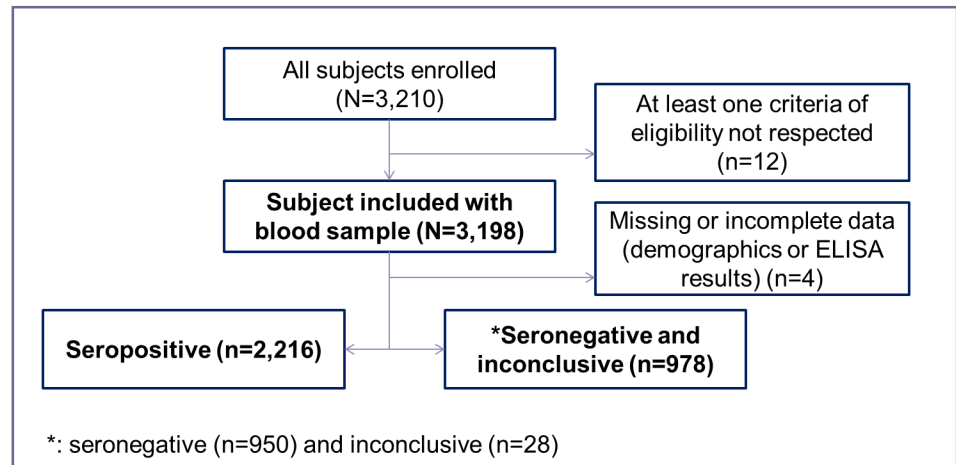 All subjects enrolled
(N=3,210)
At least one criteria of
eligibility not respected
(n=12)
Subject included with
blood sample (N=3,198)
Missing or incomplete data
(demographics or ELISA
results) (n=4)
Seropositive (n=2,216)
*Seronegative and
inconclusive (n=978)
*: seronegative (n=950) and inconclusive (n=28)